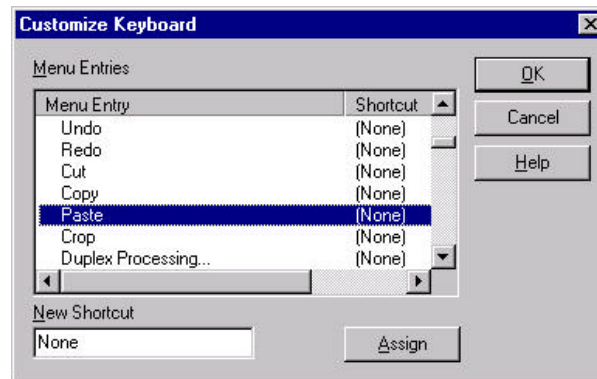 Customize Keyboard
Menu Entries
Menu Entry Shortcut
Undo (None)
Redo (None)
Cut (None)
Copy (None)
Paste (None)
Crop (None)
Duplex Processing... (None)
New Shortcut
None
Assign
OK
Cancel
Help